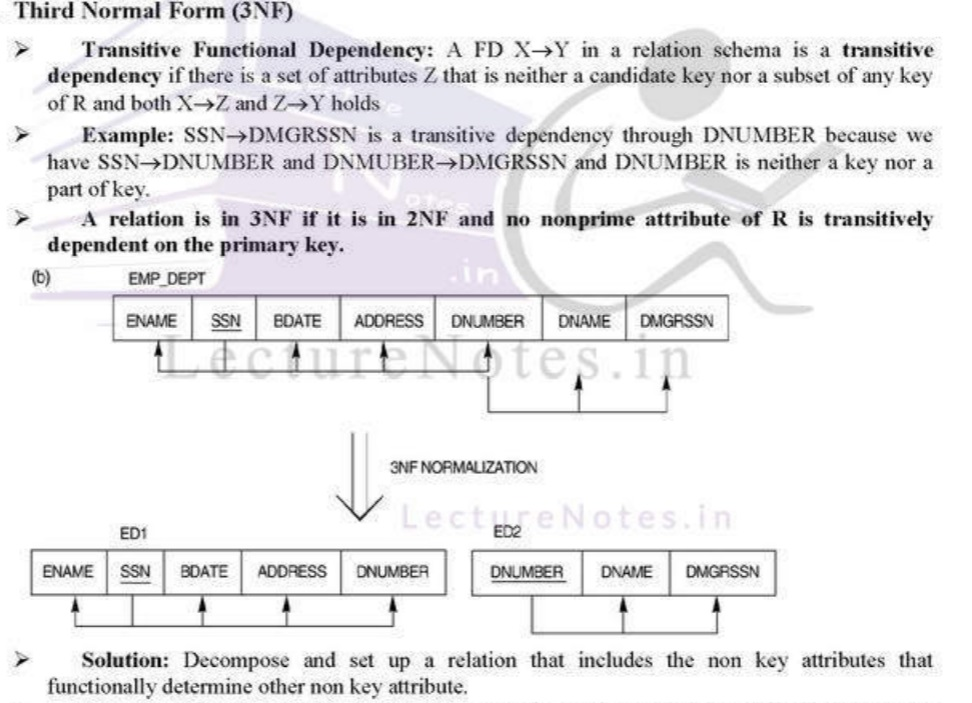 Third Normal Form (3NF)
➢ Transitive Functional Dependency: A FD X→Y in a relation schema is a transitive
dependency if there is a set of attributes Z that is neither a candidate key nor a subset of any key
of R and both X→Z and Z→Y holds
➢ Example: SSN→DMGRSSN is a transitive dependency through DNUMBER because we
have SSN→DNUMBER and DNMUBER→DMGRSSN and DNUMBER is neither a key nor a
part of key.
➢ A relation is in 3NF if it is in 2NF and no nonprime attribute of R is transitively
dependent on the primary key.
.in
(b) EMP_DEPT
ENAME SSN BDATE ADDRESS DNUMBER DNAME DMGRSSN
LectureNotes.in
3NF NORMALIZATION
LectureNotes.in
ED1 ED2
ENAME SSN BDATE ADDRESS DNUMBER DNUMBER DNAME DMGRSSN
➢ Solution: Decompose and set up a relation that includes the non key attributes that
functionally determine other non key attribute.